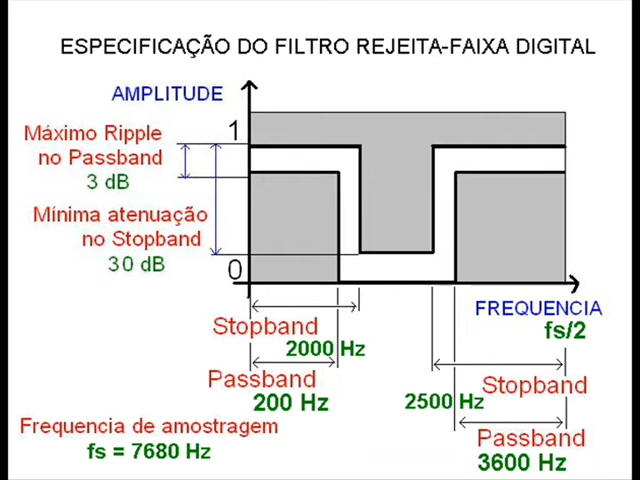 ESPECIFICAÇÃO DO FILTRO REJEITA-FAIXA DIGITAL
AMPLITUDE
1
Máximo Ripple
no Passband
3 dB
Mínima atenuação
no Stopband
30 dB
0
FREQUENCIA
fs/2
Stopband
2000 Hz
Passband
200 Hz
Stopband
2500 Hz
Passband
3600 Hz
Frequencia de amostragem
fs = 7680 Hz